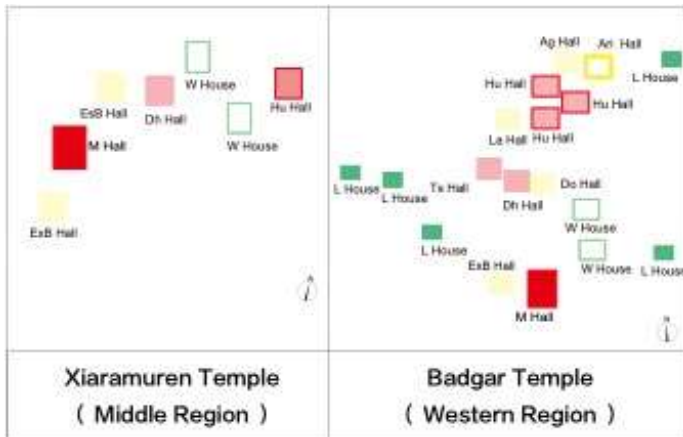 W House
EsB Hall
Dh Hall
Hu Hall
M Hall
W House
ExB Hall
Xiaramuren Temple
( Middle Region )
Ag Hall
Ari Hall
L House
Hu Hall
Hu Hall
La Hall
Hu Hall
L House
L House
Tx Hall
Do Hall
Dh Hall
W House
L House
W House
L House
ExB Hall
M Hall
Badgar Temple
( Western Region )